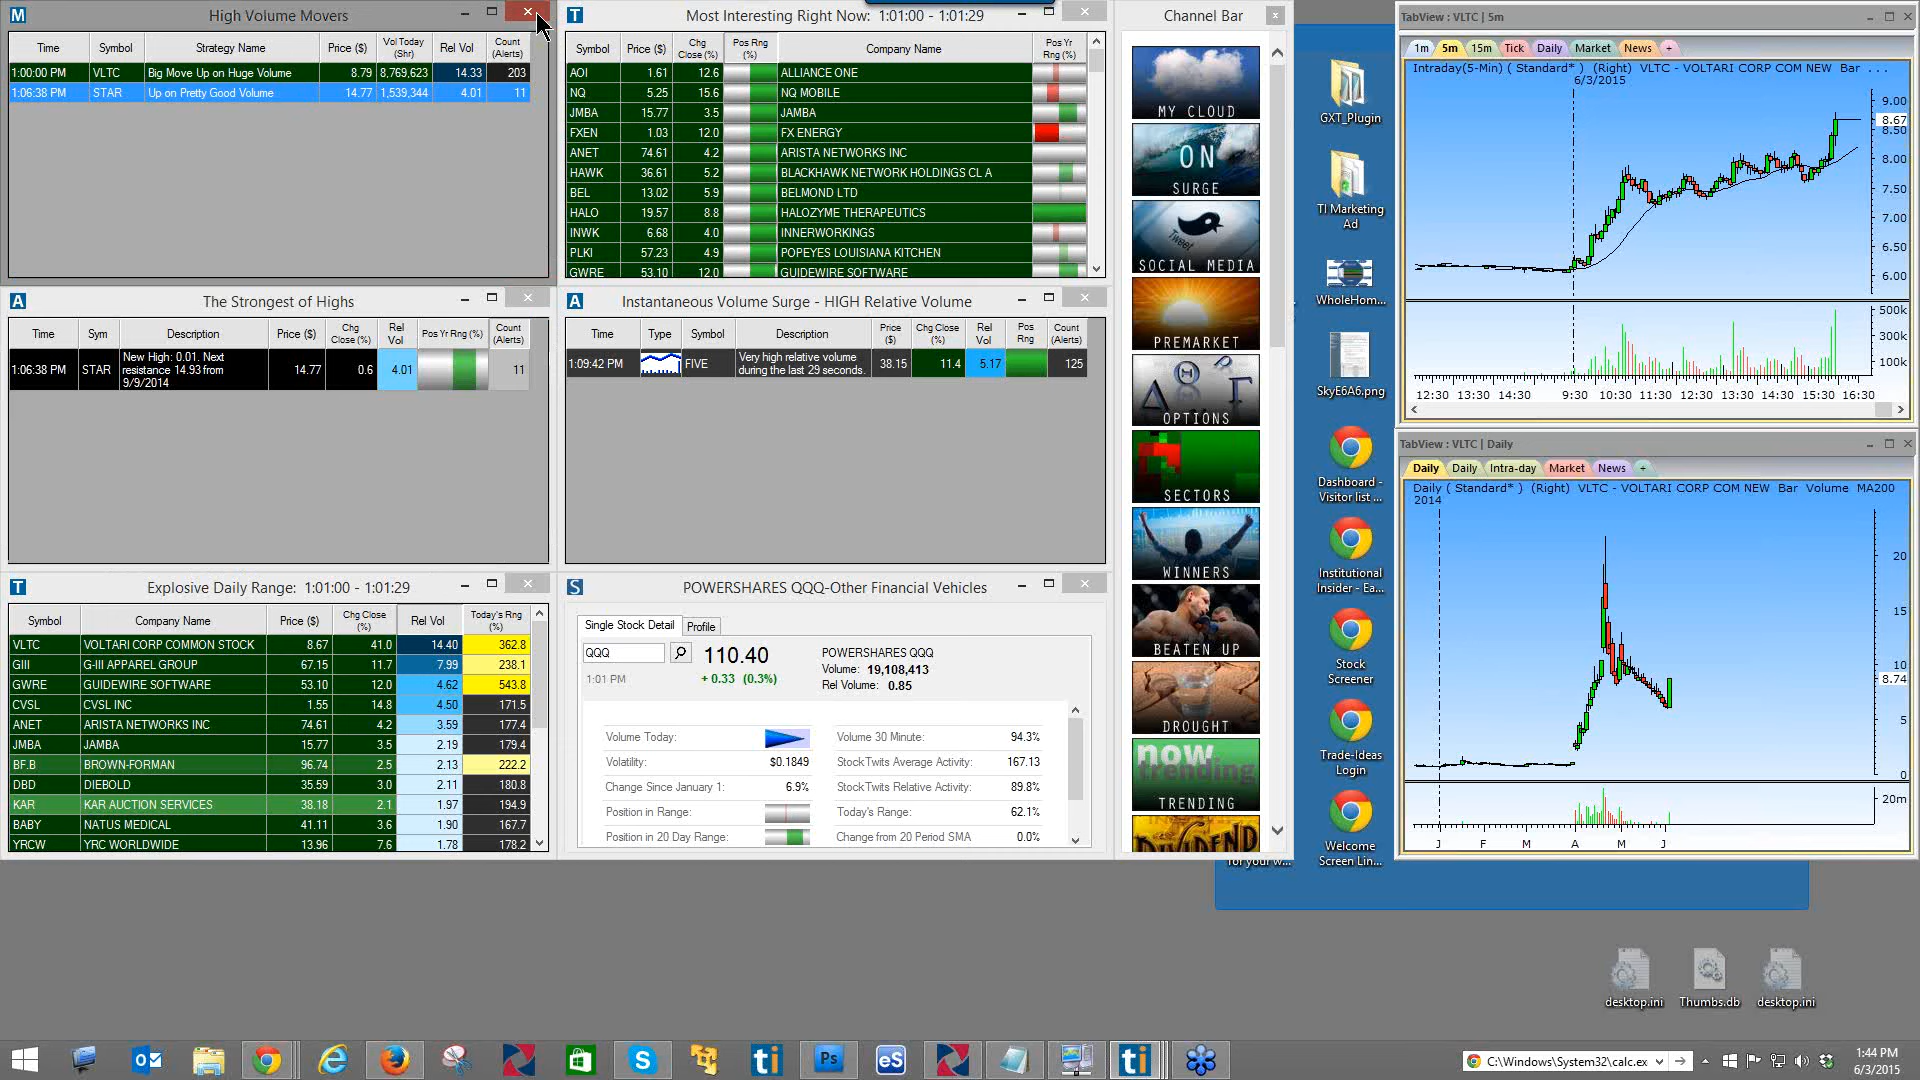 High Volume Movers
Time Symbol Strategy Name Price ($) Vol Today (Shr) Rel Vol Count (Alerts)
1:00:00 PM VLTC Big Move Up on Huge Volume 8.79 8,769,623 14.33 203
1:06:38 PM STAR Up on Pretty Good Volume 14.77 1,539,344 4.01 11
Most Interesting Right Now: 1:01:00 - 1:01:29
Symbol Price ($) Chg Close (%) Pos Rng (%) Company Name Pos Yr Rng (%)
AOI 1.61 12.6 ALLIANCE ONE
NQ 5.25 15.6 NQ MOBILE
JMBA 15.77 3.5 JAMBA
FXEN 1.03 12.0 FX ENERGY
ANET 74.61 4.2 ARISTA NETWORKS INC
HAWK 36.61 5.2 BLACKHAWK NETWORK HOLDINGS CL A
BEL 13.02 5.9 BELMOND LTD
HALO 19.57 8.8 HALOZYME THERAPEUTICS
INWK 6.68 4.0 INNERWORKINGS
PLKI 57.23 4.9 POPEYES LOUISIANA KITCHEN
GWRE 53.10 12.0 GUIDEWIRE SOFTWARE
The Strongest of Highs
Time Sym Description Price ($) Chg Close (%) Rel Vol Pos Yr Rng (%) Count (Alerts)
1:06:38 PM STAR New High: 0.01. Next resistance 14.93 from 9/9/2014 14.77 0.6 4.01 11
Instantaneous Volume Surge - HIGH Relative Volume
Time Type Symbol Description Price ($) Chg Close (%) Rel Vol Pos Rng Count (Alerts)
1:09:42 PM FIVE Very high relative volume during the last 29 seconds. 38.15 11.4 5.17 125
Explosive Daily Range: 1:01:00 - 1:01:29
Symbol Company Name Price ($) Chg Close (%) Rel Vol Today's Rng (%)
VLTC VOLTARI CORP COMMON STOCK 8.67 41.0 14.40 362.8
GIII G-III APPAREL GROUP 67.15 11.7 7.99 238.1
GWRE GUIDEWIRE SOFTWARE 53.10 12.0 4.62 543.8
CVSL CVSL INC 1.55 14.8 4.50 171.5
ANET ARISTA NETWORKS INC 74.61 4.2 3.59 177.4
JMBA JAMBA 15.77 3.5 2.19 179.4
BF.B BROWN-FORMAN 96.74 2.5 2.13 222.2
DBD DIEBOLD 35.59 3.0 2.11 180.8
KAR KAR AUCTION SERVICES 38.18 2.1 1.97 194.9
BABY NATUS MEDICAL 41.11 3.6 1.90 167.7
YRCW YRC WORLDWIDE 13.96 7.6 1.78 178.2
POWERSHARES QQQ-Other Financial Vehicles
Single Stock Detail Profile
QQQ 110.40 POWERSHARES QQQ
Volume: 19,108,413
1:01 PM + 0.33 (0.3%) Rel Volume: 0.85
Volume Today: Volume 30 Minute: 94.3%
Volatility: $0.1849 StockTwits Average Activity: 167.13
Change Since January 1: 6.9% StockTwits Relative Activity: 89.8%
Position in Range: Today's Range: 62.1%
Position in 20 Day Range: Change from 20 Period SMA 0.0%
Channel Bar
MY CLOUD
ON
SURGE
Tweet
SOCIAL MEDIA
PREMARKET
Δ Θ Γ
OPTIONS
SECTORS
WINNERS
BEATEN UP
DROUGHT
now
trending
TRENDING
DIVIDEND
GXT_Plugin
TI Marketing
Ad
WholeHom...
SkyE6A6.png
Dashboard -
Visitor list ...
Institutional
Insider - Ea...
Stock
Screener
Trade-Ideas
Login
Welcome
Screen Lin...
for your w...
TabView : VLTC | 5m
1m 5m 15m Tick Daily Market News +
Intraday(5-Min) ( Standard* ) (Right) VLTC - VOLTARI CORP COM NEW Bar ...
6/3/2015
9.00
8.67
8.50
8.00
7.50
7.00
6.50
6.00
500k
300k
100k
12:30 13:30 14:30 9:30 10:30 11:30 12:30 13:30 14:30 15:30 16:30
TabView : VLTC | Daily
Daily Daily Intra-day Market News +
Daily ( Standard* ) (Right) VLTC - VOLTARI CORP COM NEW Bar Volume MA200
2014
20
15
10
8.74
5
0
20m
J F M A M J
desktop.ini Thumbs.db desktop.ini
C:\Windows\System32\calc.ex
1:44 PM
6/3/2015